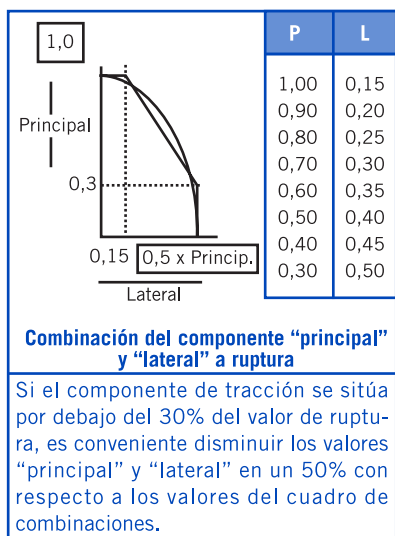 1,0
Principal
0,3
0,15 0,5 x Princip.
Lateral
P L
1,00 0,15
0,90 0,20
0,80 0,25
0,70 0,30
0,60 0,35
0,50 0,40
0,40 0,45
0,30 0,50
Combinación del componente “principal”
y “lateral” a ruptura
Si el componente de tracción se sitúa
por debajo del 30% del valor de ruptu-
ra, es conveniente disminuir los valores
“principal” y “lateral” en un 50% con
respecto a los valores del cuadro de
combinaciones.